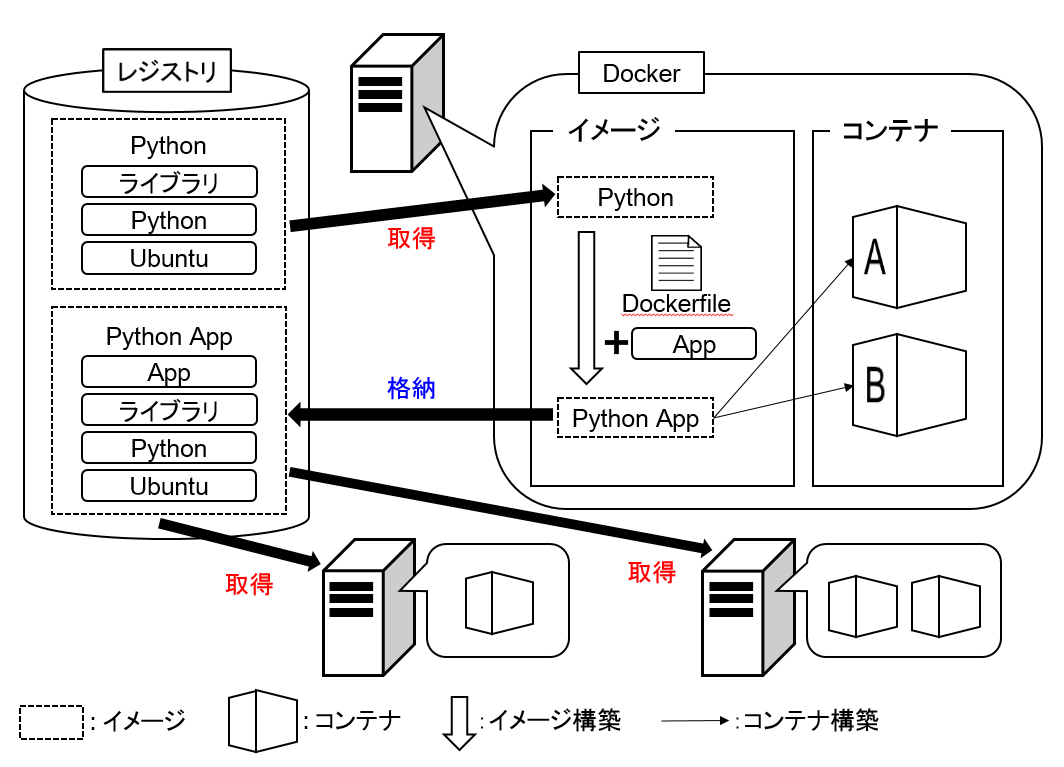 レジストリ
Python
ライブラリ
Python
Ubuntu
Python App
App
ライブラリ
Python
Ubuntu
取得
格納
Docker
イメージ
Python
Dockerfile
+
App
Python App
コンテナ
A
B
取得
取得
: イメージ
: コンテナ
: イメージ構築
: コンテナ構築